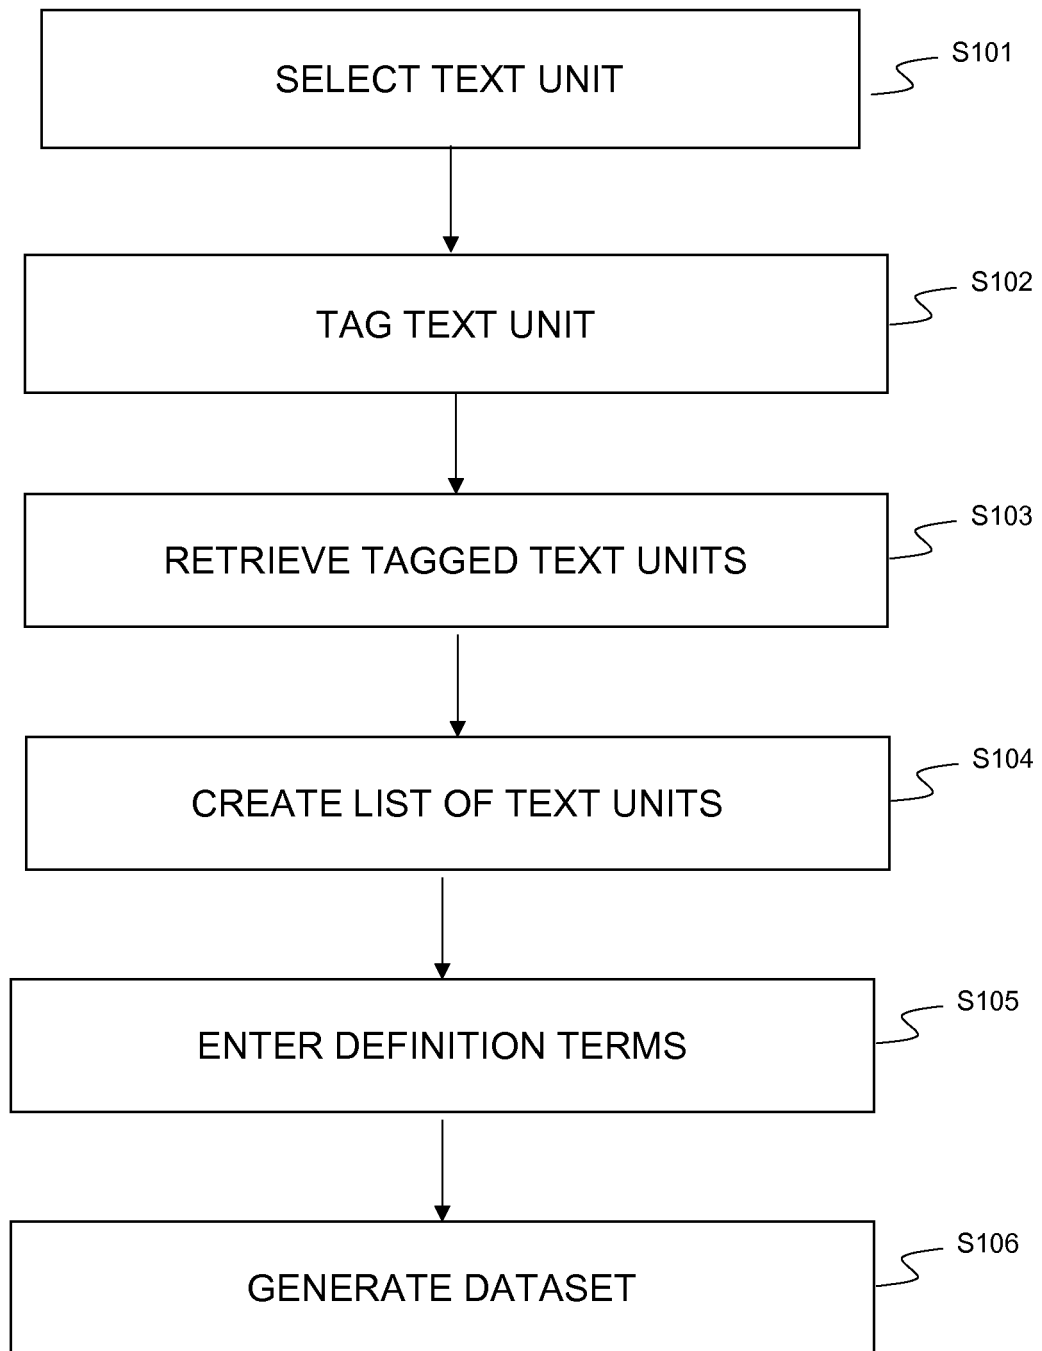 SELECT TEXT UNIT
S101
TAG TEXT UNIT
S102
RETRIEVE TAGGED TEXT UNITS
S103
CREATE LIST OF TEXT UNITS
S104
ENTER DEFINITION TERMS
S105
GENERATE DATASET
S106